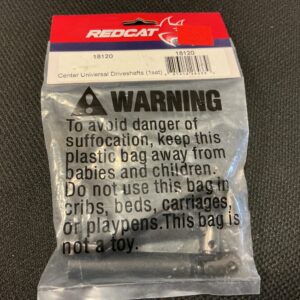 REDCAT
18120 18120
Center Universal Driveshafts (1set)
WARNING
To avoid danger of
suffocation, keep this
plastic bag away from
babies and children.
Do not use this bag in
cribs, beds, carriages,
or playpens.This bag is
not a toy.